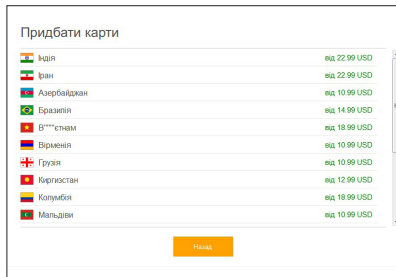 Придбати карти
Індія від 22.99 USD
Іран від 22.99 USD
Азербайджан від 10.99 USD
Бразилія від 14.99 USD
В****єтнам від 18.99 USD
Вірменія від 10.99 USD
Грузія від 10.99 USD
Киргизстан від 12.99 USD
Колумбія від 18.99 USD
Мальдіви від 10.99 USD
Назад